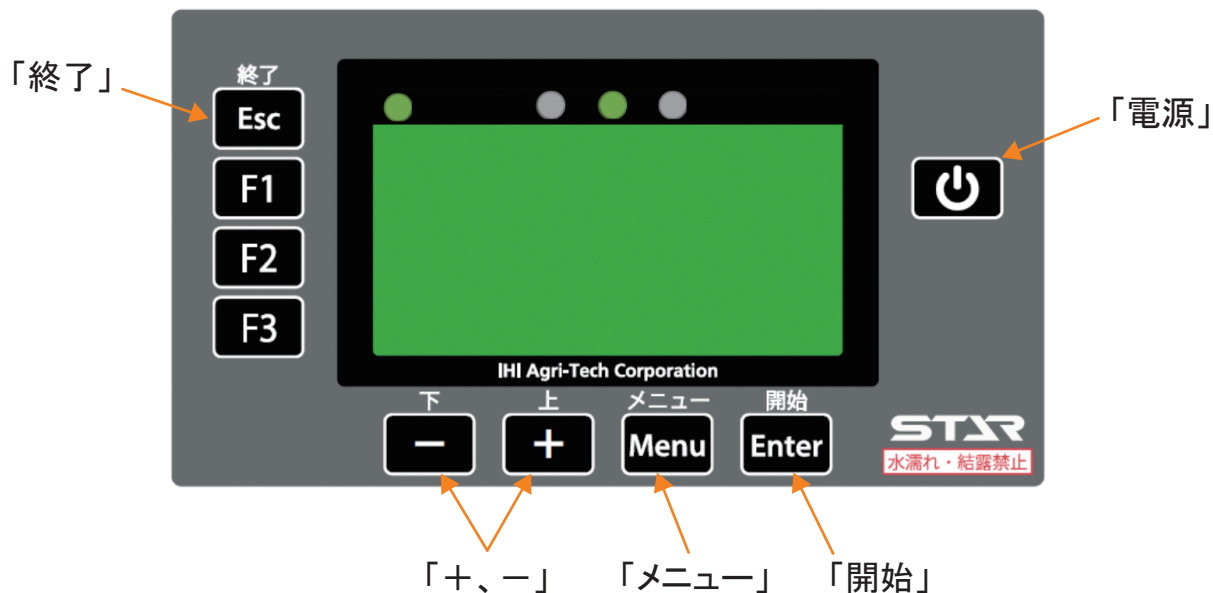 「終了」
終了
Esc
F1
F2
F3
「電源」
IHI Agri-Tech Corporation
下 上 メニュー 開始
− + Menu Enter
STAR
水濡れ・結露禁止
「＋、－」 「メニュー」 「開始」